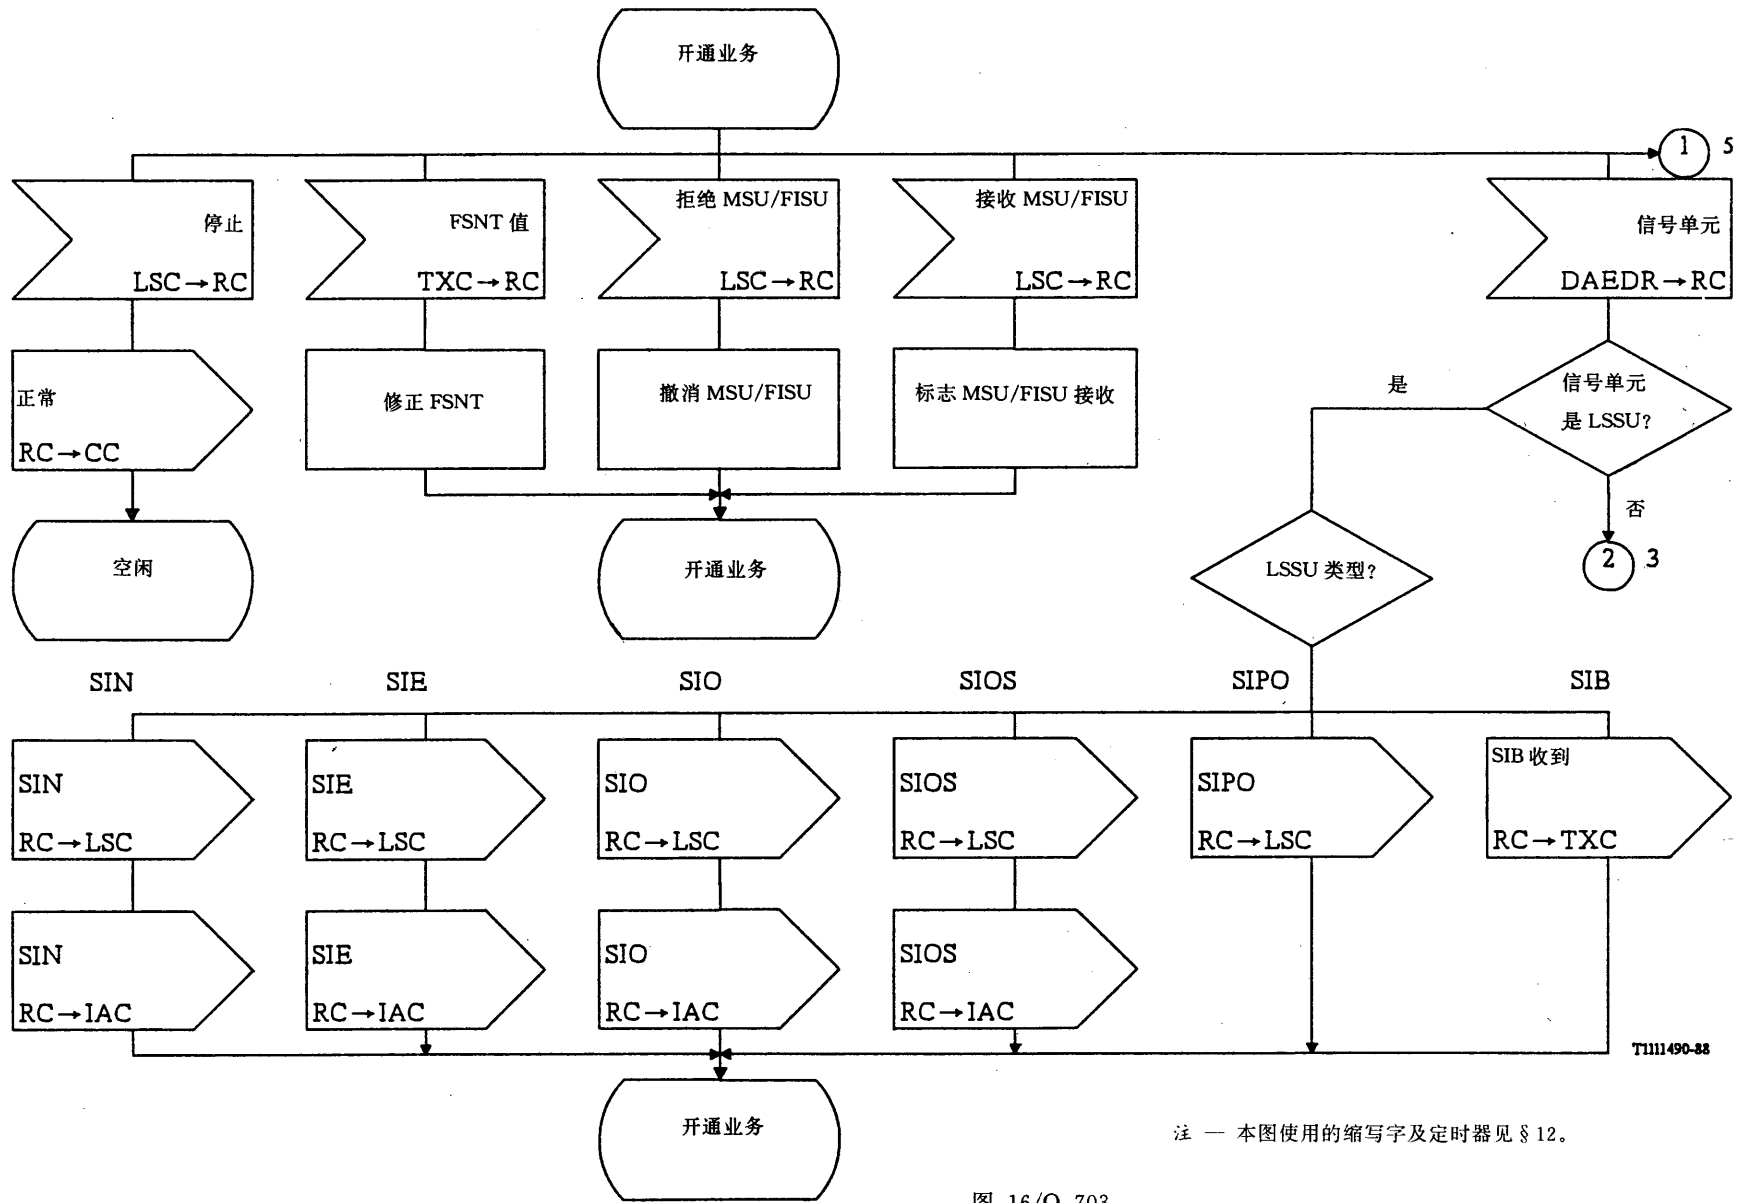 开通业务
1 5
停止
LSC→RC
FSNT 值
TXC→RC
拒绝 MSU/FISU
LSC→RC
接收 MSU/FISU
LSC→RC
信号单元
DAEDR→RC
正常
RC→CC
修正 FSNT
撤消 MSU/FISU
标志 MSU/FISU 接收
是
信号单元
是 LSSU?
否
2 3
空闲
开通业务
LSSU 类型?
SIN
SIE
SIO
SIOS
SIPO
SIB
SIN
RC→LSC
SIE
RC→LSC
SIO
RC→LSC
SIOS
RC→LSC
SIPO
RC→LSC
SIB 收到
RC→TXC
SIN
RC→IAC
SIE
RC→IAC
SIO
RC→IAC
SIOS
RC→IAC
T1111490-88
开通业务
注 — 本图使用的缩写字及定时器见 § 12。
图 16/Q.703